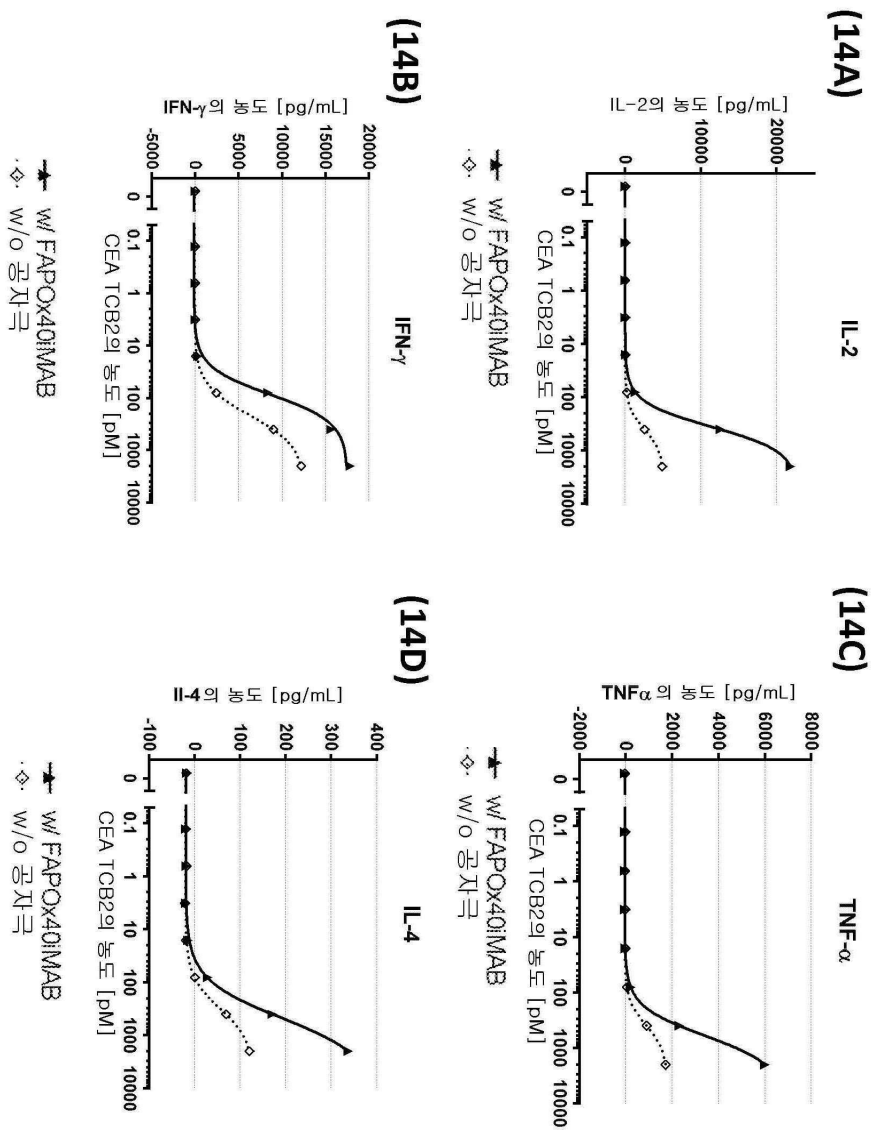 (14A)
IL-2
IL-2의 농도 [pg/mL]
20000
10000
0
0 0.1 1 10 100 1000 10000
CEA TCB2의 농도 [pM]
w/ FAPOx40iMAB
w/o 공자극
(14C)
TNF-α
TNFα의 농도 [pg/mL]
8000
6000
4000
2000
0
-2000
0 0.1 1 10 100 1000 10000
CEA TCB2의 농도 [pM]
w/ FAPOx40iMAB
w/o 공자극
(14B)
IFN-γ
IFN-γ의 농도 [pg/mL]
20000
15000
10000
5000
0
-5000
0 0.1 1 10 100 1000 10000
CEA TCB2의 농도 [pM]
w/ FAPOx40iMAB
w/o 공자극
(14D)
IL-4
Il-4의 농도 [pg/mL]
400
300
200
100
0
-100
0 0.1 1 10 100 1000 10000
CEA TCB2의 농도 [pM]
w/ FAPOx40iMAB
w/o 공자극